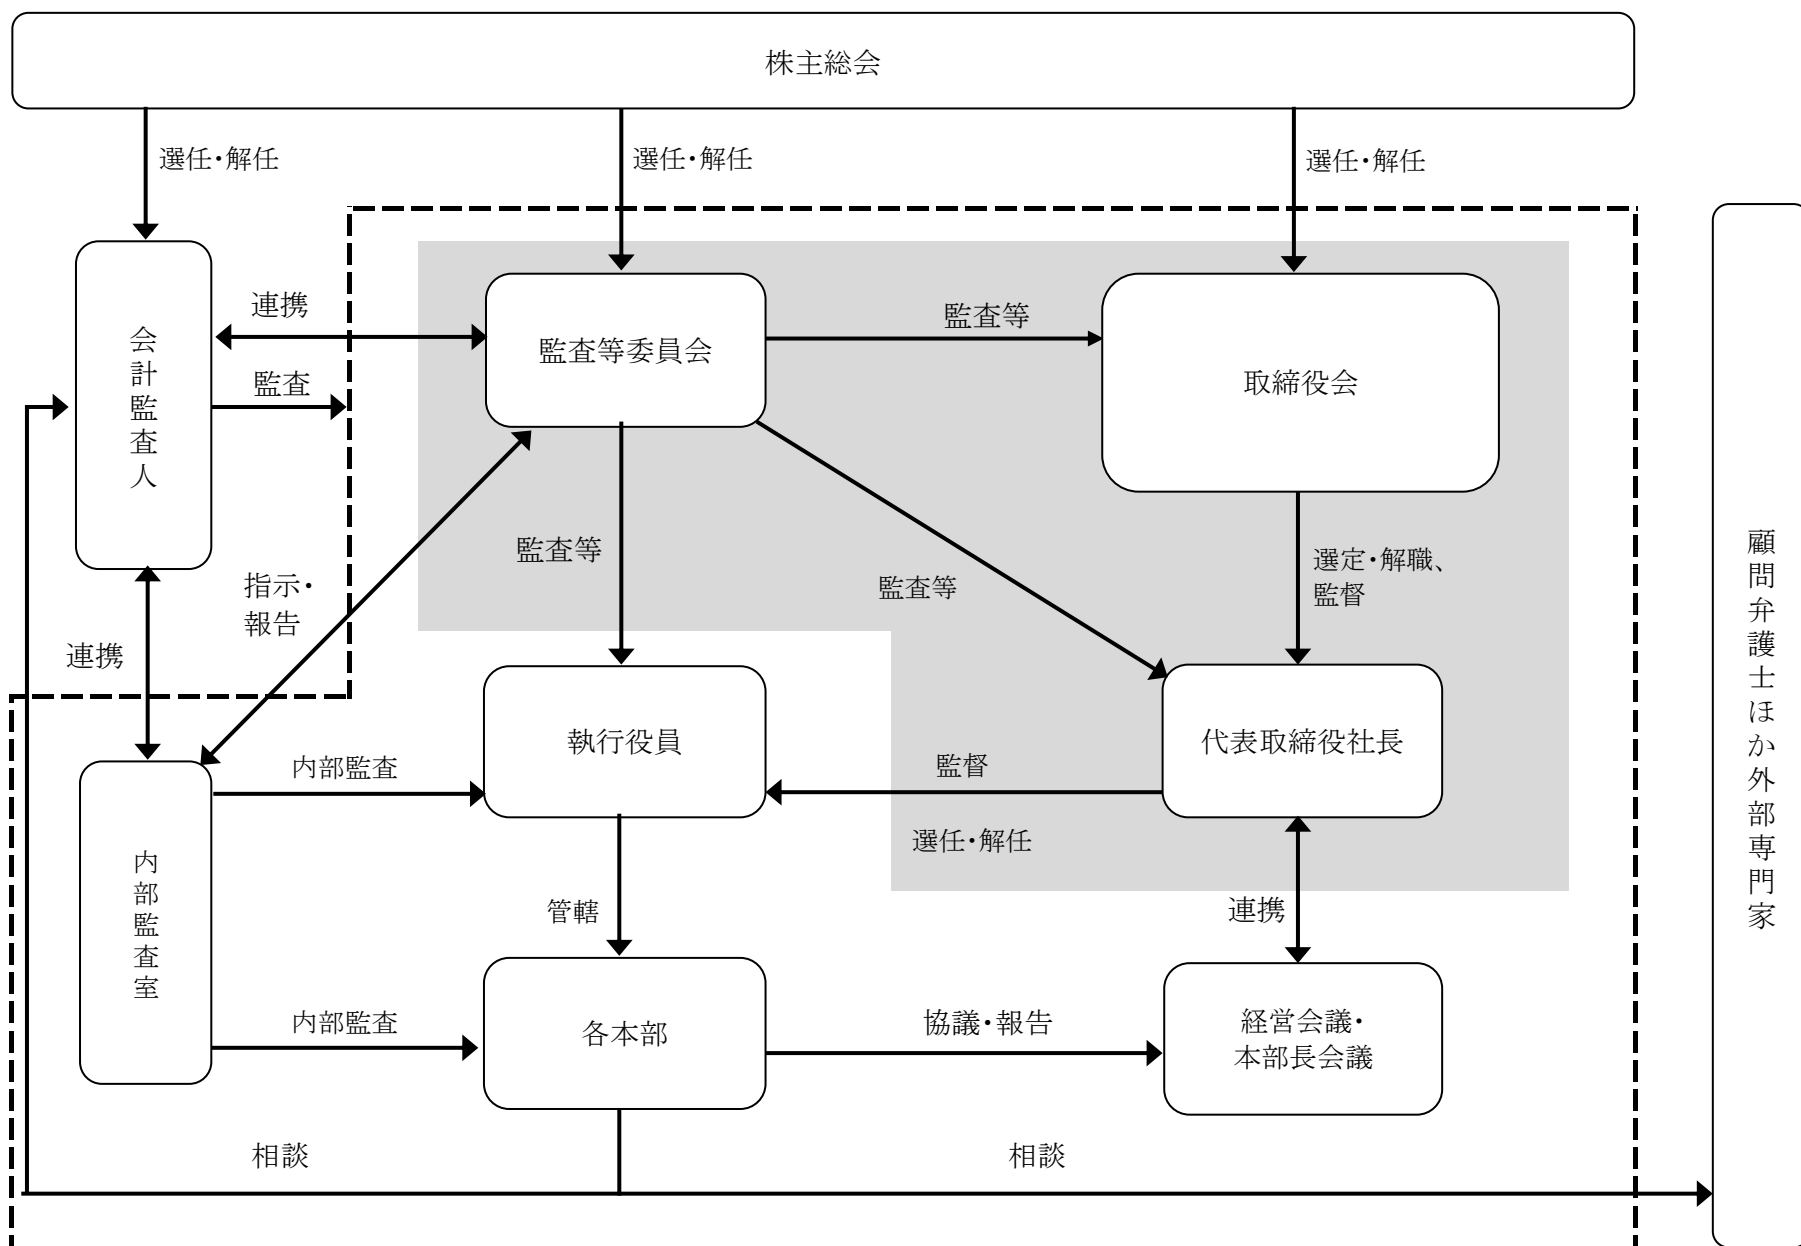 株主総会
選任・解任
選任・解任
選任・解任
連携
監査等
監査等委員会
取締役会
会計監査人
監査
監査等
監査等
選定・解職、
監督
指示・
報告
連携
顧問弁護士ほか外部専門家
執行役員
代表取締役社長
内部監査
監督
選任・解任
内部監査室
管轄
連携
内部監査
各本部
協議・報告
経営会議・
本部長会議
相談
相談